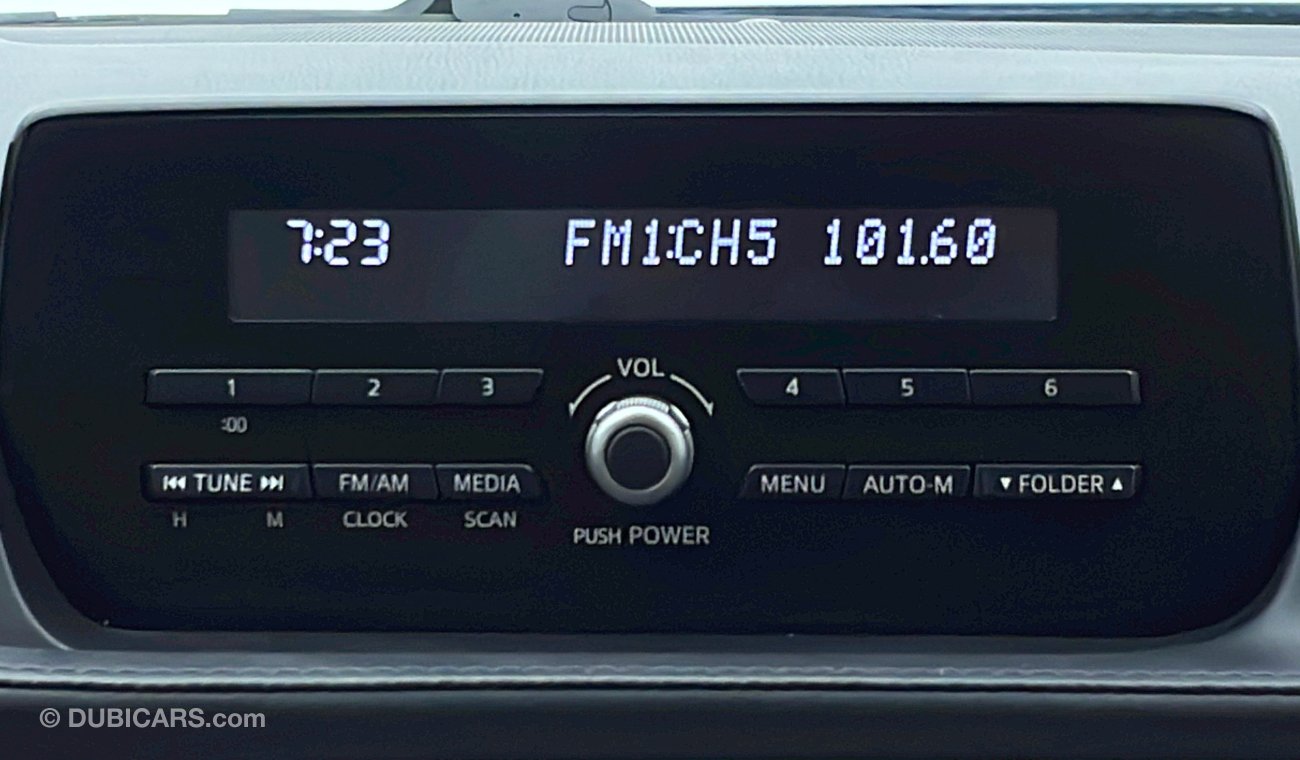 7:23 FM1:CH5 101.60
VOL
1 2 3 4 5 6
:00
⏮ TUNE ⏭ FM/AM MEDIA MENU AUTO-M ▼ FOLDER ▲
H M CLOCK SCAN
PUSH POWER
© DUBICARS.com